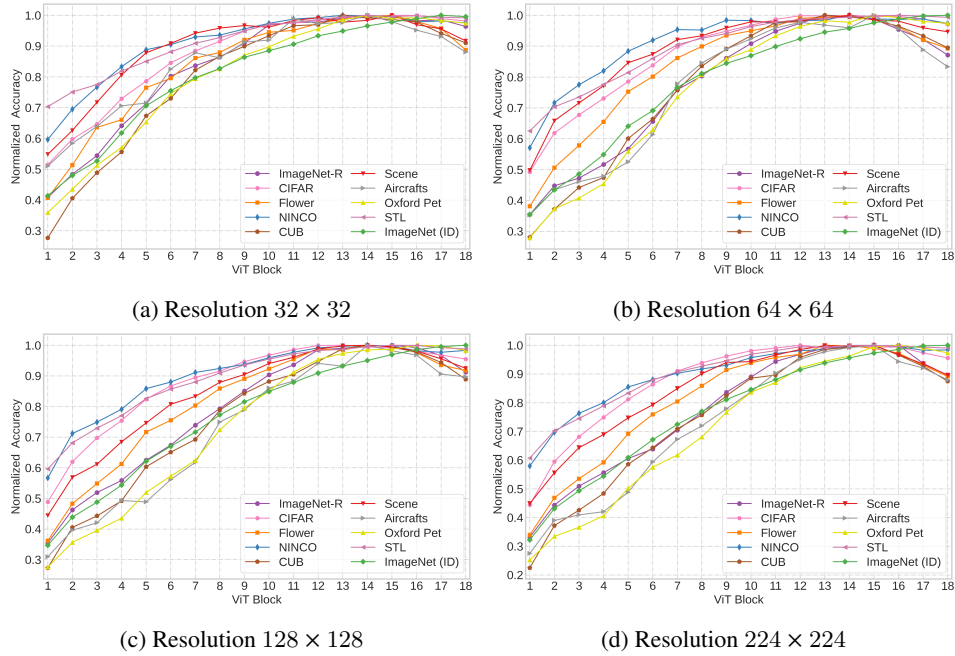 Normalized Accuracy
1.0
0.9
0.8
0.7
0.6
0.5
0.4
0.3
1 2 3 4 5 6 7 8 9 10 11 12 13 14 15 16 17 18
ViT Block
ImageNet-R
CIFAR
Flower
NINCO
CUB
Scene
Aircrafts
Oxford Pet
STL
ImageNet (ID)
(a) Resolution 32 × 32
Normalized Accuracy
1.0
0.9
0.8
0.7
0.6
0.5
0.4
0.3
1 2 3 4 5 6 7 8 9 10 11 12 13 14 15 16 17 18
ViT Block
ImageNet-R
CIFAR
Flower
NINCO
CUB
Scene
Aircrafts
Oxford Pet
STL
ImageNet (ID)
(b) Resolution 64 × 64
Normalized Accuracy
1.0
0.9
0.8
0.7
0.6
0.5
0.4
0.3
1 2 3 4 5 6 7 8 9 10 11 12 13 14 15 16 17 18
ViT Block
ImageNet-R
CIFAR
Flower
NINCO
CUB
Scene
Aircrafts
Oxford Pet
STL
ImageNet (ID)
(c) Resolution 128 × 128
Normalized Accuracy
1.0
0.9
0.8
0.7
0.6
0.5
0.4
0.3
0.2
1 2 3 4 5 6 7 8 9 10 11 12 13 14 15 16 17 18
ViT Block
ImageNet-R
CIFAR
Flower
NINCO
CUB
Scene
Aircrafts
Oxford Pet
STL
ImageNet (ID)
(d) Resolution 224 × 224